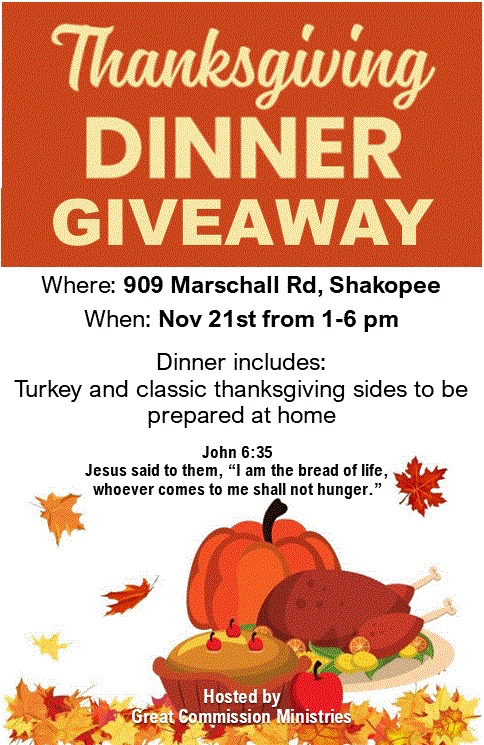 Thanksgiving
DINNER
GIVEAWAY
Where: 909 Marschall Rd, Shakopee
When: Nov 21st from 1-6 pm
Dinner includes:
Turkey and classic thanksgiving sides to be
prepared at home
John 6:35
Jesus said to them, “I am the bread of life,
whoever comes to me shall not hunger.”
Hosted by
Great Commission Ministries